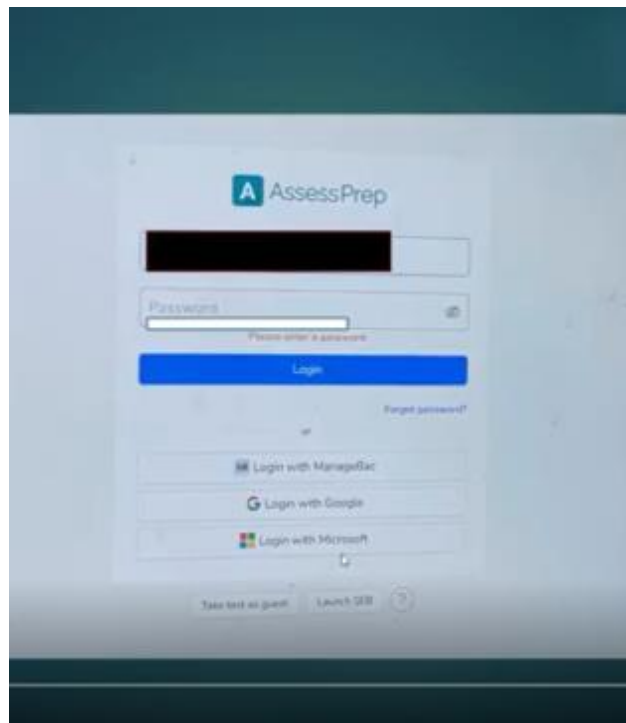 AssessPrep
Password
Please enter a password
Login
Forgot password?
or
Login with ManageBac
Login with Google
Login with Microsoft
Take test as guest Launch SEB ?